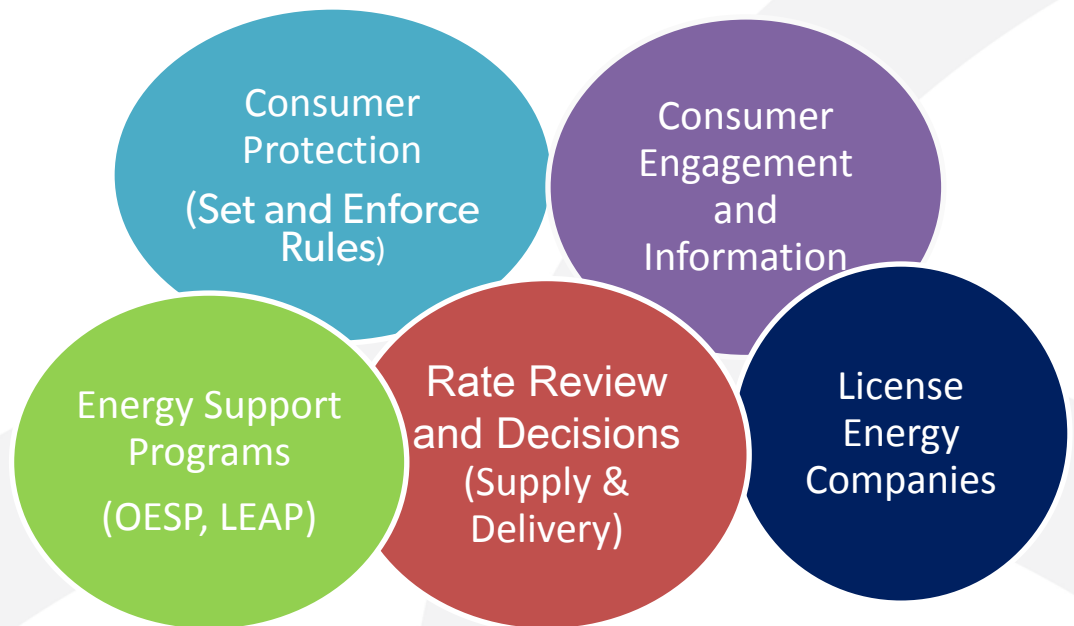 Consumer
Protection
(Set and Enforce
Rules)
Consumer
Engagement
and
Information
Energy Support
Programs
(OESP, LEAP)
Rate Review
and Decisions
(Supply &
Delivery)
License
Energy
Companies